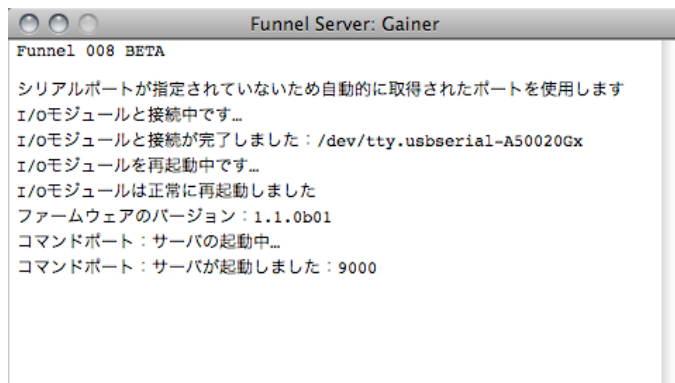 Funnel Server: Gainer
Funnel 008 BETA
シリアルポートが指定されていないため自動的に取得されたポートを使用します
I/Oモジュールと接続中です…
I/Oモジュールと接続が完了しました：/dev/tty.usbserial-A50020Gx
I/Oモジュールを再起動中です…
I/Oモジュールは正常に再起動しました
ファームウェアのバージョン：1.1.0b01
コマンドポート：サーバの起動中…
コマンドポート：サーバが起動しました：9000